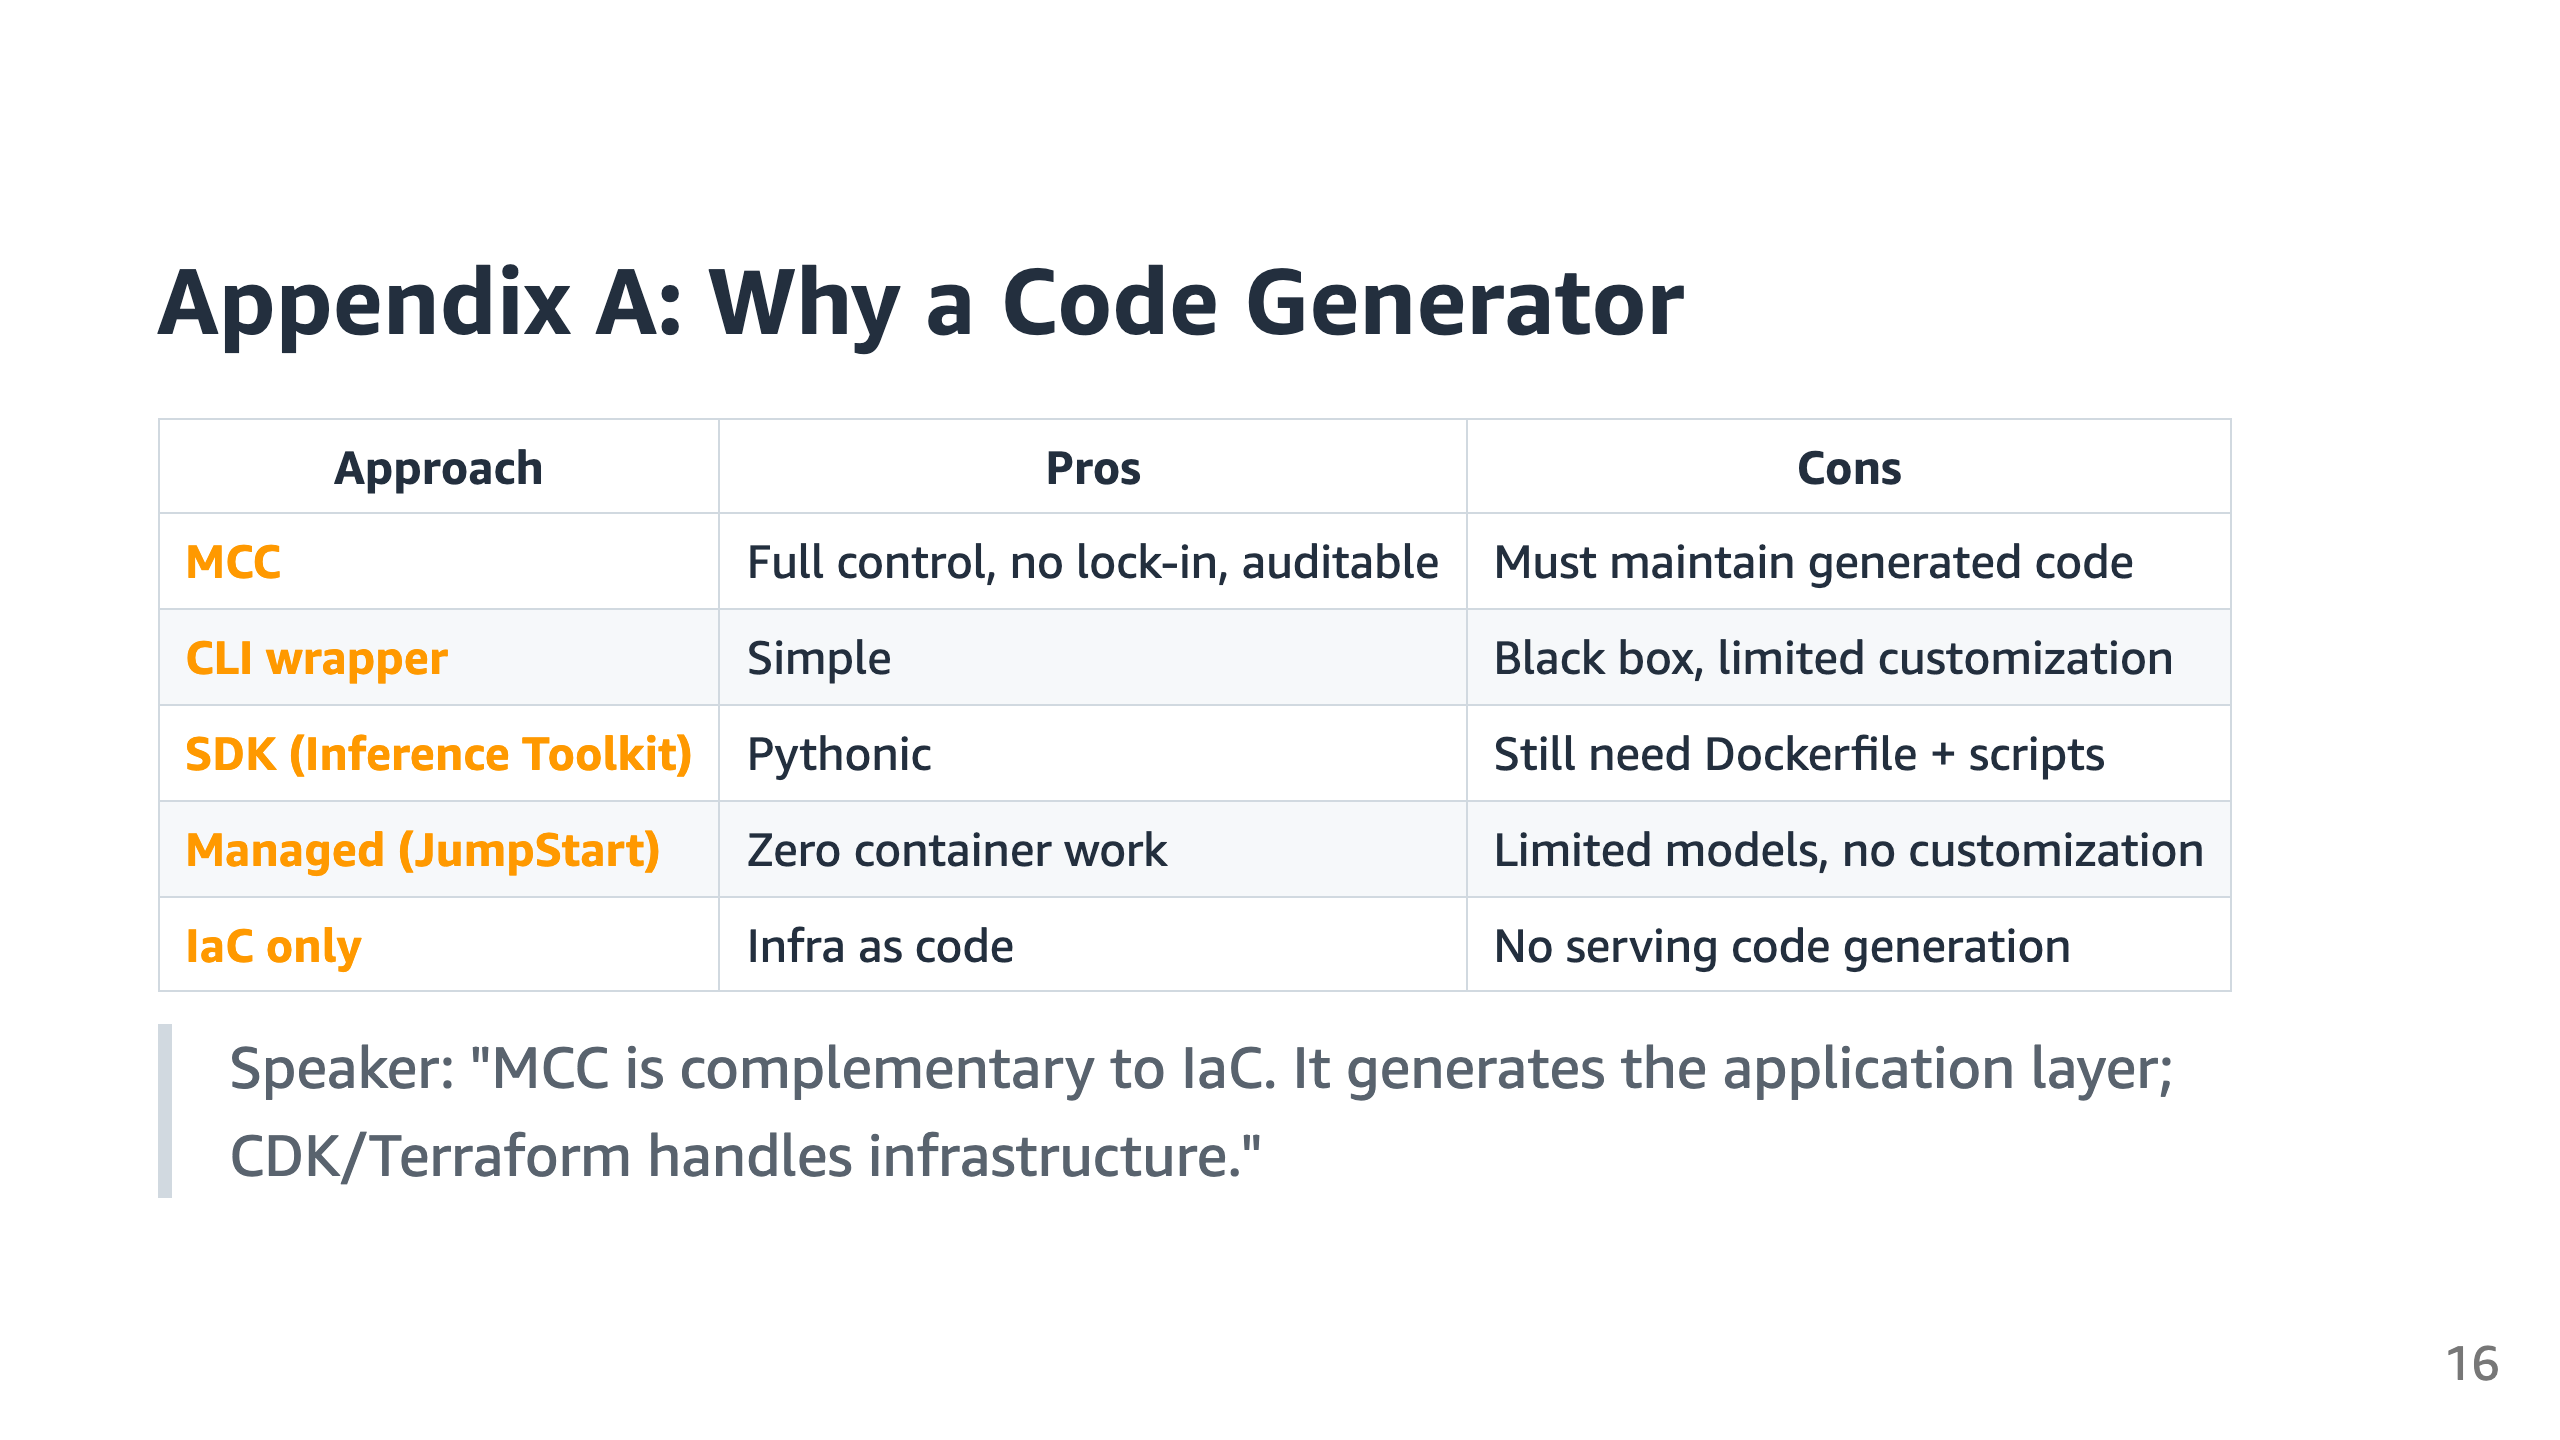 Appendix A: Why a Code Generator
Approach Pros Cons
MCC Full control, no lock-in, auditable Must maintain generated code
CLI wrapper Simple Black box, limited customization
SDK (Inference Toolkit) Pythonic Still need Dockerfile + scripts
Managed (JumpStart) Zero container work Limited models, no customization
IaC only Infra as code No serving code generation
Speaker: "MCC is complementary to IaC. It generates the application layer;
CDK/Terraform handles infrastructure."
16